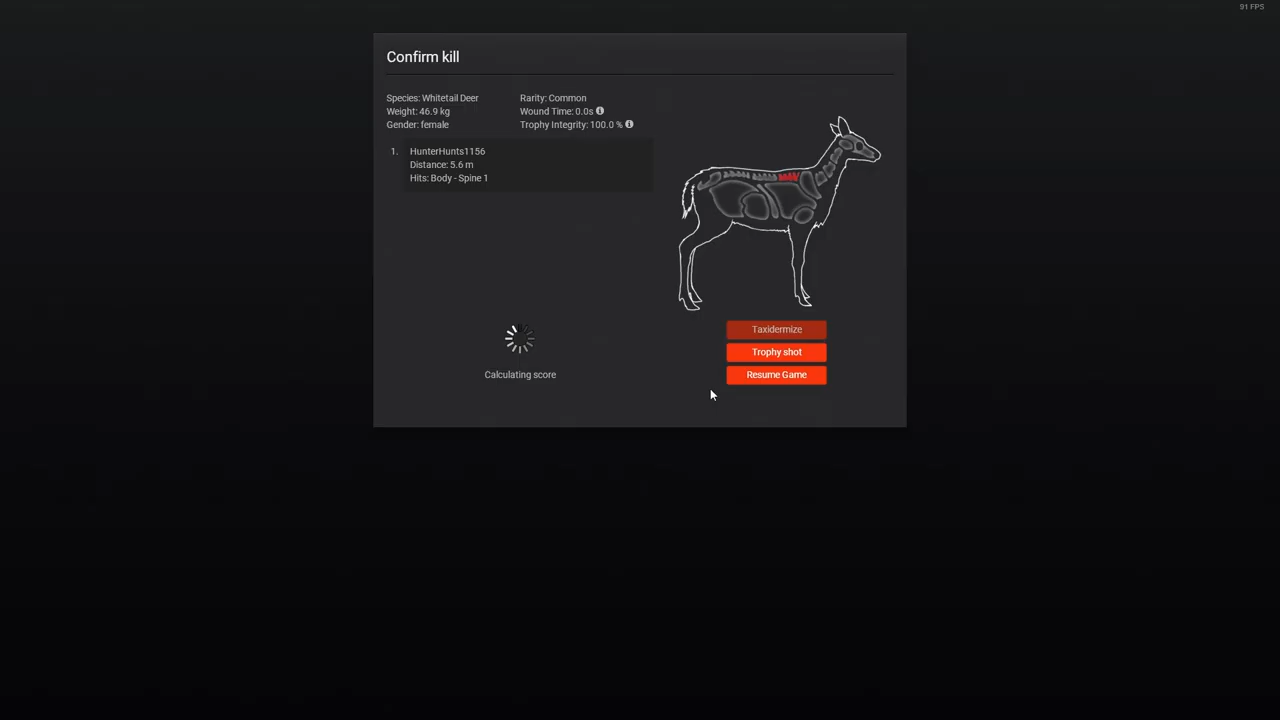 91 FPS
Confirm kill
Species: Whitetail Deer
Weight: 46.9 kg
Gender: female
Rarity: Common
Wound Time: 0.0s
Trophy Integrity: 100.0 %
1. HunterHunts1156
Distance: 5.6 m
Hits: Body - Spine 1
Calculating score
Taxidermize
Trophy shot
Resume Game